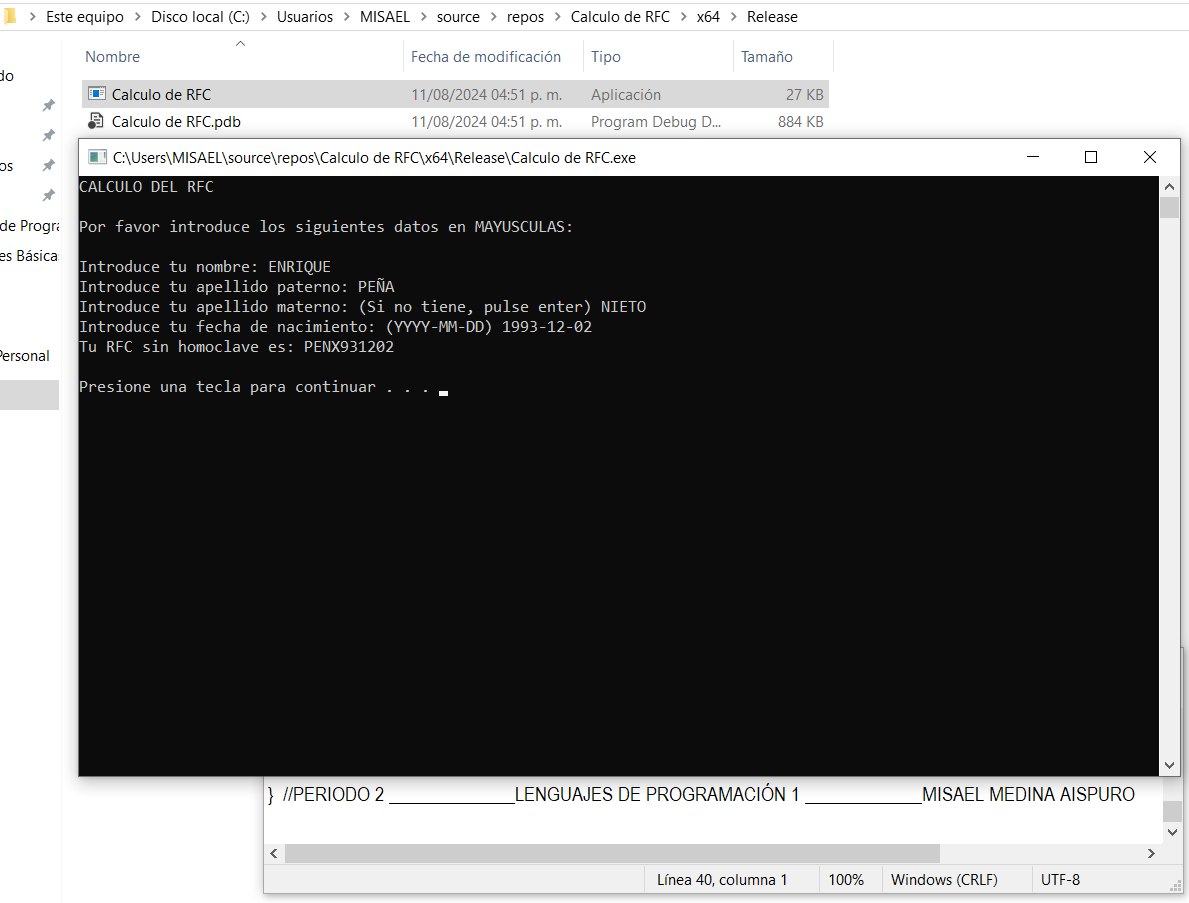 Este equipo > Disco local (C:) > Usuarios > MISAEL > source > repos > Calculo de RFC > x64 > Release
Nombre Fecha de modificación Tipo Tamaño
do
Calculo de RFC 11/08/2024 04:51 p. m. Aplicación 27 KB
Calculo de RFC.pdb 11/08/2024 04:51 p. m. Program Debug D... 884 KB
os
de Progra
es Básica
Personal
C:\Users\MISAEL\source\repos\Calculo de RFC\x64\Release\Calculo de RFC.exe
CALCULO DEL RFC
Por favor introduce los siguientes datos en MAYUSCULAS:
Introduce tu nombre: ENRIQUE
Introduce tu apellido paterno: PEÑA
Introduce tu apellido materno: (Si no tiene, pulse enter) NIETO
Introduce tu fecha de nacimiento: (YYYY-MM-DD) 1993-12-02
Tu RFC sin homoclave es: PENX931202
Presione una tecla para continuar . . .
} //PERIODO 2 _____________LENGUAJES DE PROGRAMACIÓN 1 ____________MISAEL MEDINA AISPURO
Línea 40, columna 1 100% Windows (CRLF) UTF-8